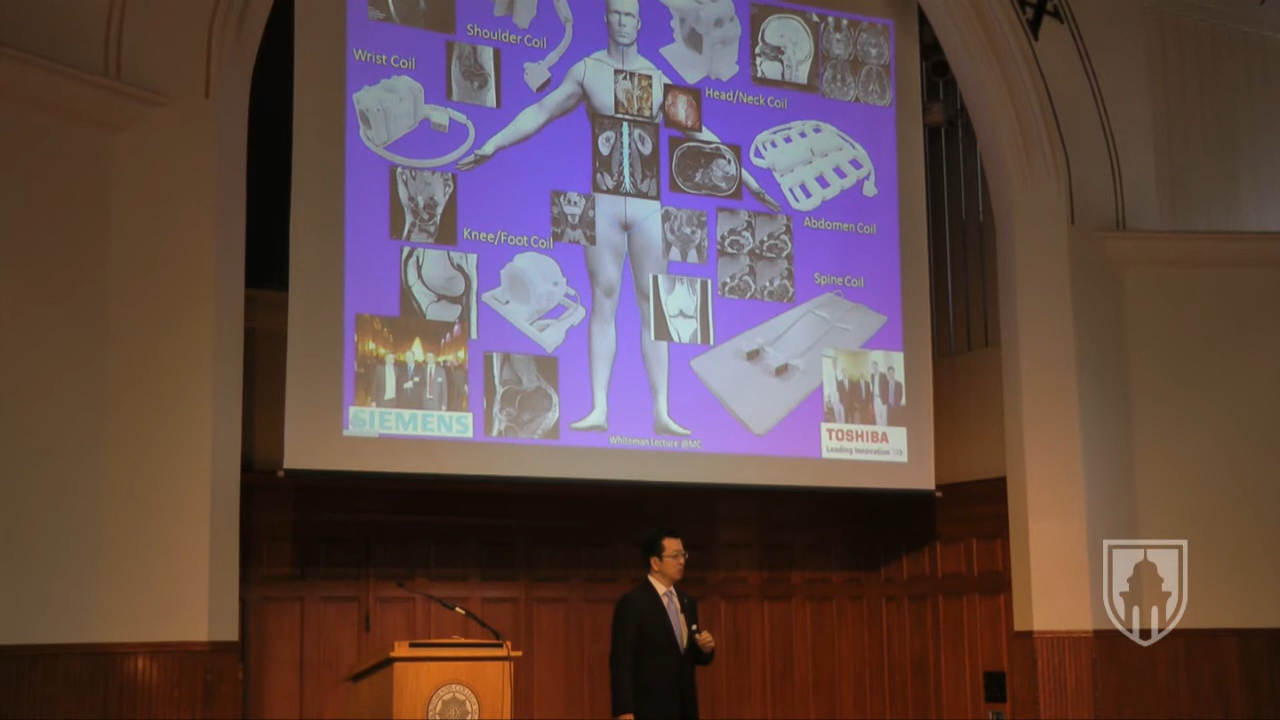 Shoulder Coil
Wrist Coil
Head/Neck Coil
Abdomen Coil
Knee/Foot Coil
Spine Coil
SIEMENS
Whiteman Lecture @MC
TOSHIBA
Leading Innovation >>>